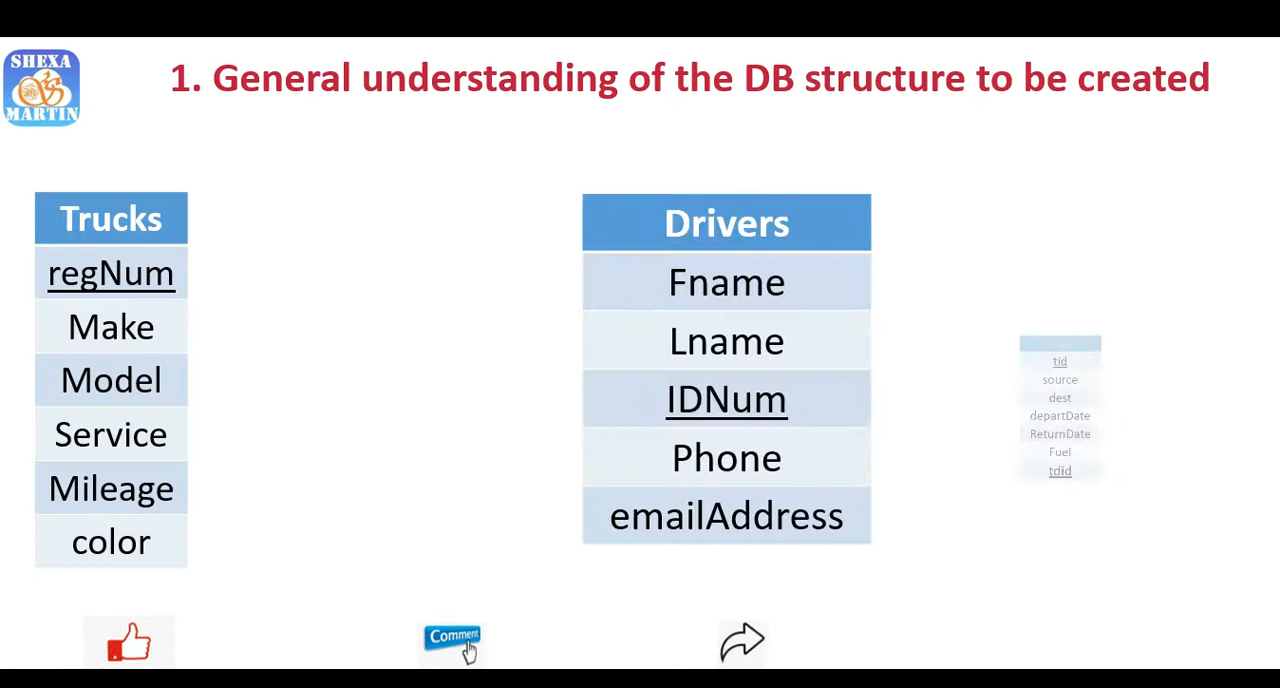 SHEXA
MARTIN
1. General understanding of the DB structure to be created
Trucks
regNum
Make
Model
Service
Mileage
color
Drivers
Fname
Lname
IDNum
Phone
emailAddress
tid
source
dest
departDate
ReturnDate
Fuel
tdid
Comment